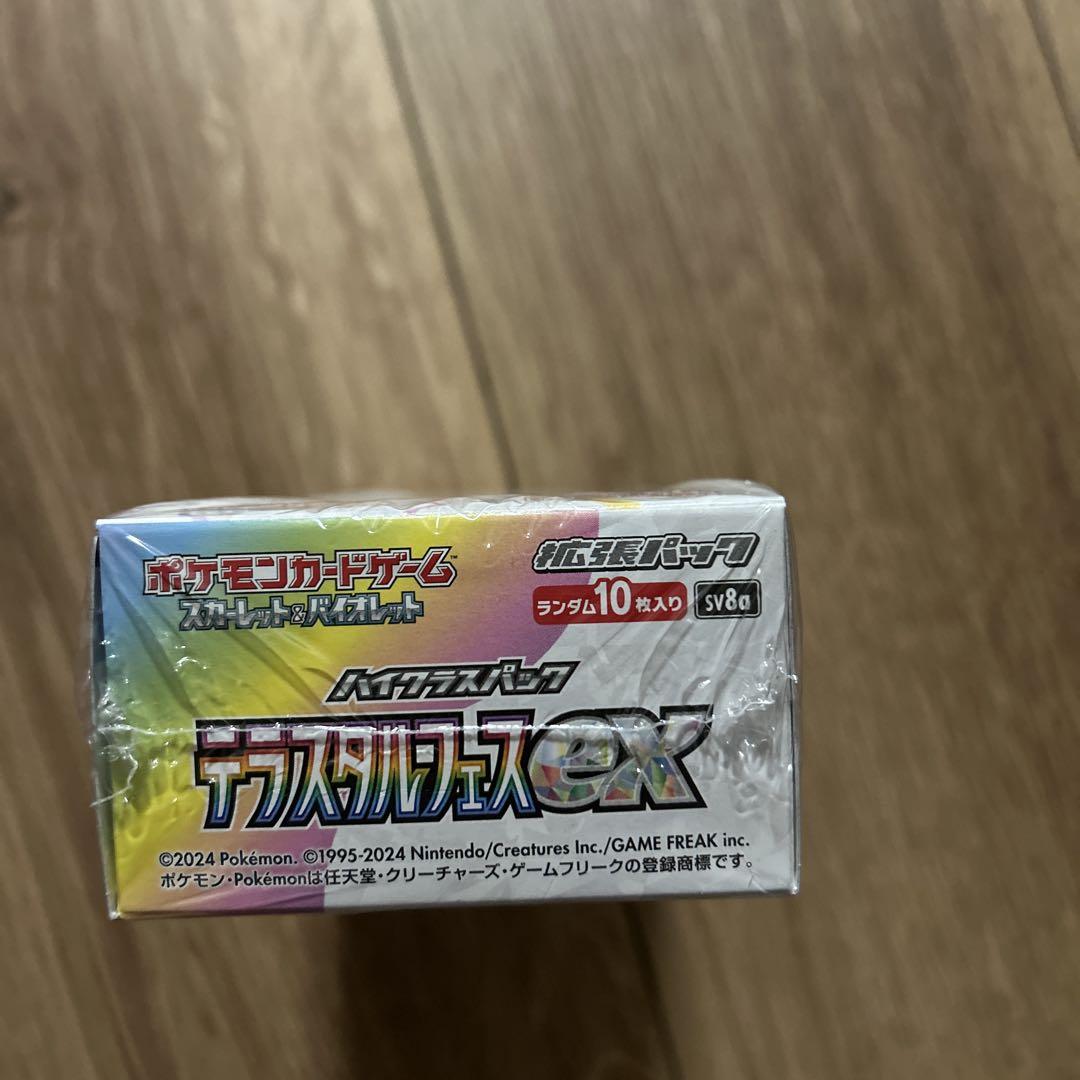 ポケモンカードゲーム™
スカーレット&バイオレット
拡張パック
ランダム10枚入り SV8a
ハイクラスパック
テラスタルフェスex
©2024 Pokémon. ©1995-2024 Nintendo/Creatures Inc./GAME FREAK inc.
ポケモン・Pokémonは任天堂・クリーチャーズ・ゲームフリークの登録商標です。